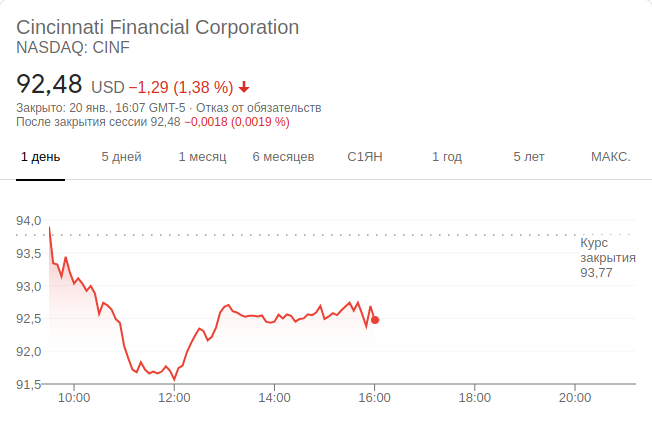 Cincinnati Financial Corporation
NASDAQ: CINF
92,48 USD −1,29 (1,38 %)
Закрыто: 20 янв., 16:07 GMT-5 · Отказ от обязательств
После закрытия сессии 92,48 −0,0018 (0,0019 %)
1 день 5 дней 1 месяц 6 месяцев С1ЯН 1 год 5 лет МАКС.
94,0
Курс
93,5
закрытия
93,77
93,0
92,5
92,0
91,5
10:00 12:00 14:00 16:00 18:00 20:00